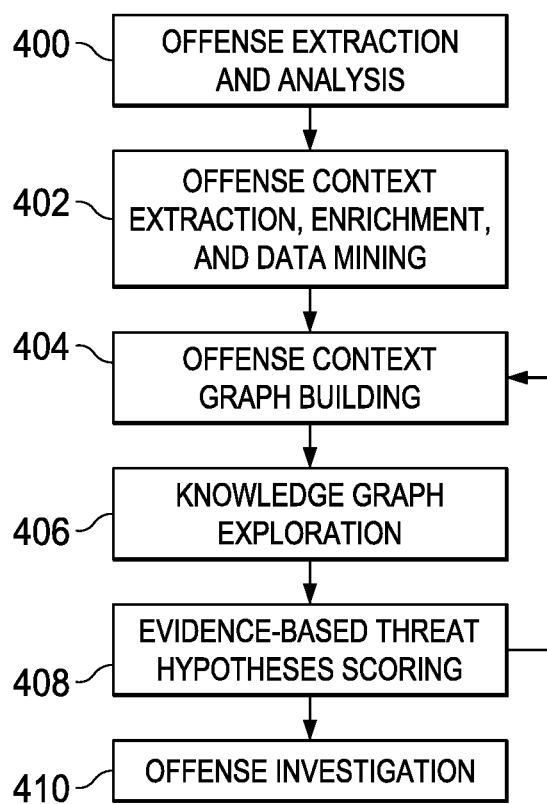 400
OFFENSE EXTRACTION
AND ANALYSIS
402
OFFENSE CONTEXT
EXTRACTION, ENRICHMENT,
AND DATA MINING
404
OFFENSE CONTEXT
GRAPH BUILDING
406
KNOWLEDGE GRAPH
EXPLORATION
408
EVIDENCE-BASED THREAT
HYPOTHESES SCORING
410
OFFENSE INVESTIGATION